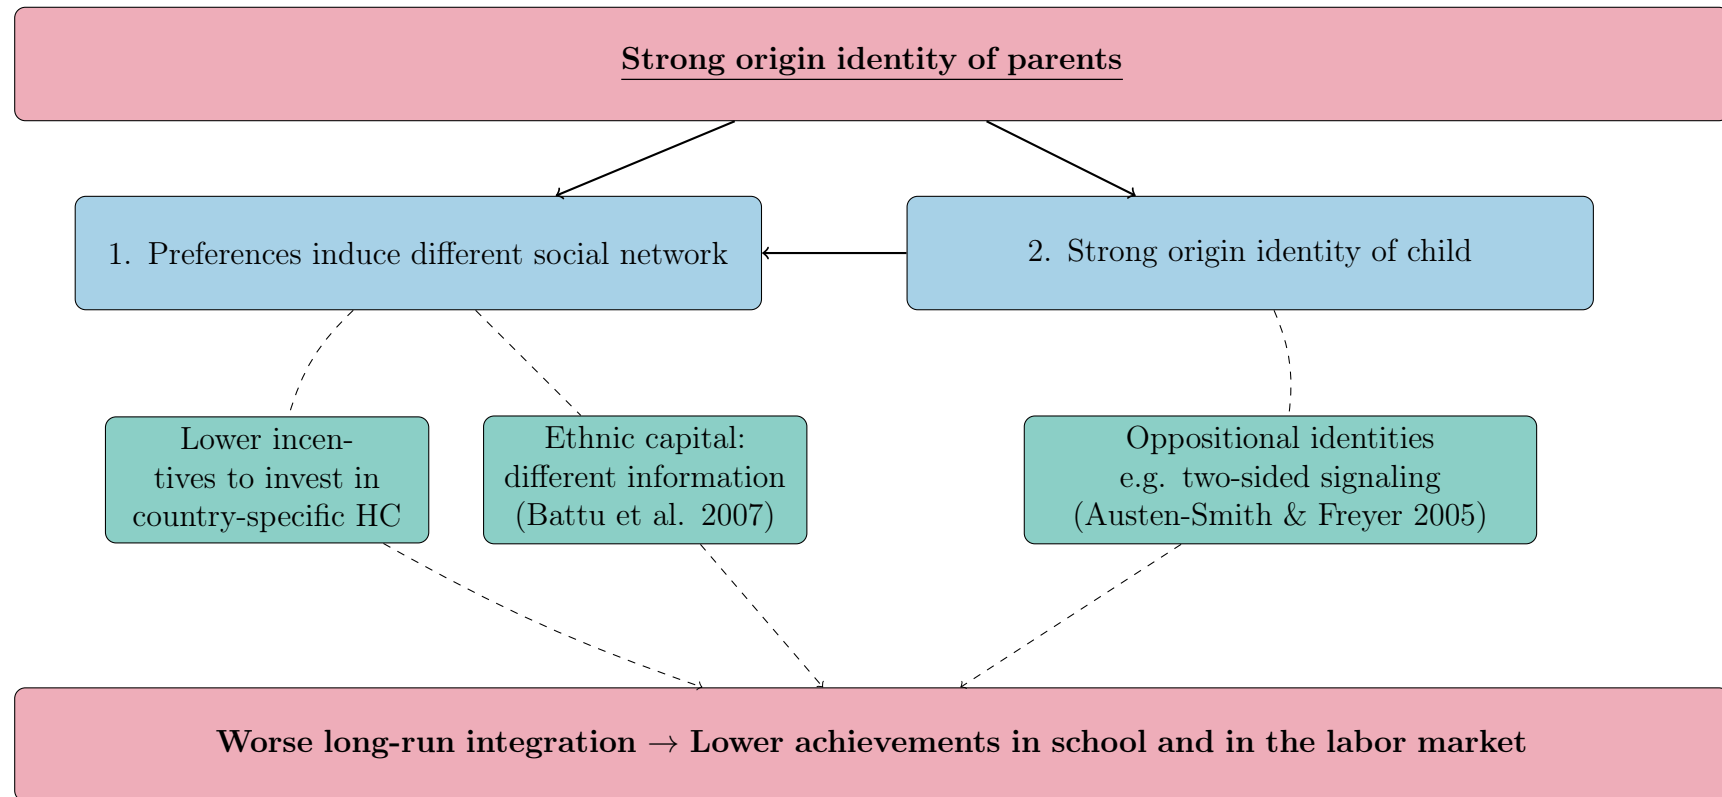 Strong origin identity of parents
1. Preferences induce different social network
2. Strong origin identity of child
Lower incen-
tives to invest in
country-specific HC
Ethnic capital:
different information
(Battu et al. 2007)
Oppositional identities
e.g. two-sided signaling
(Austen-Smith & Freyer 2005)
Worse long-run integration → Lower achievements in school and in the labor market